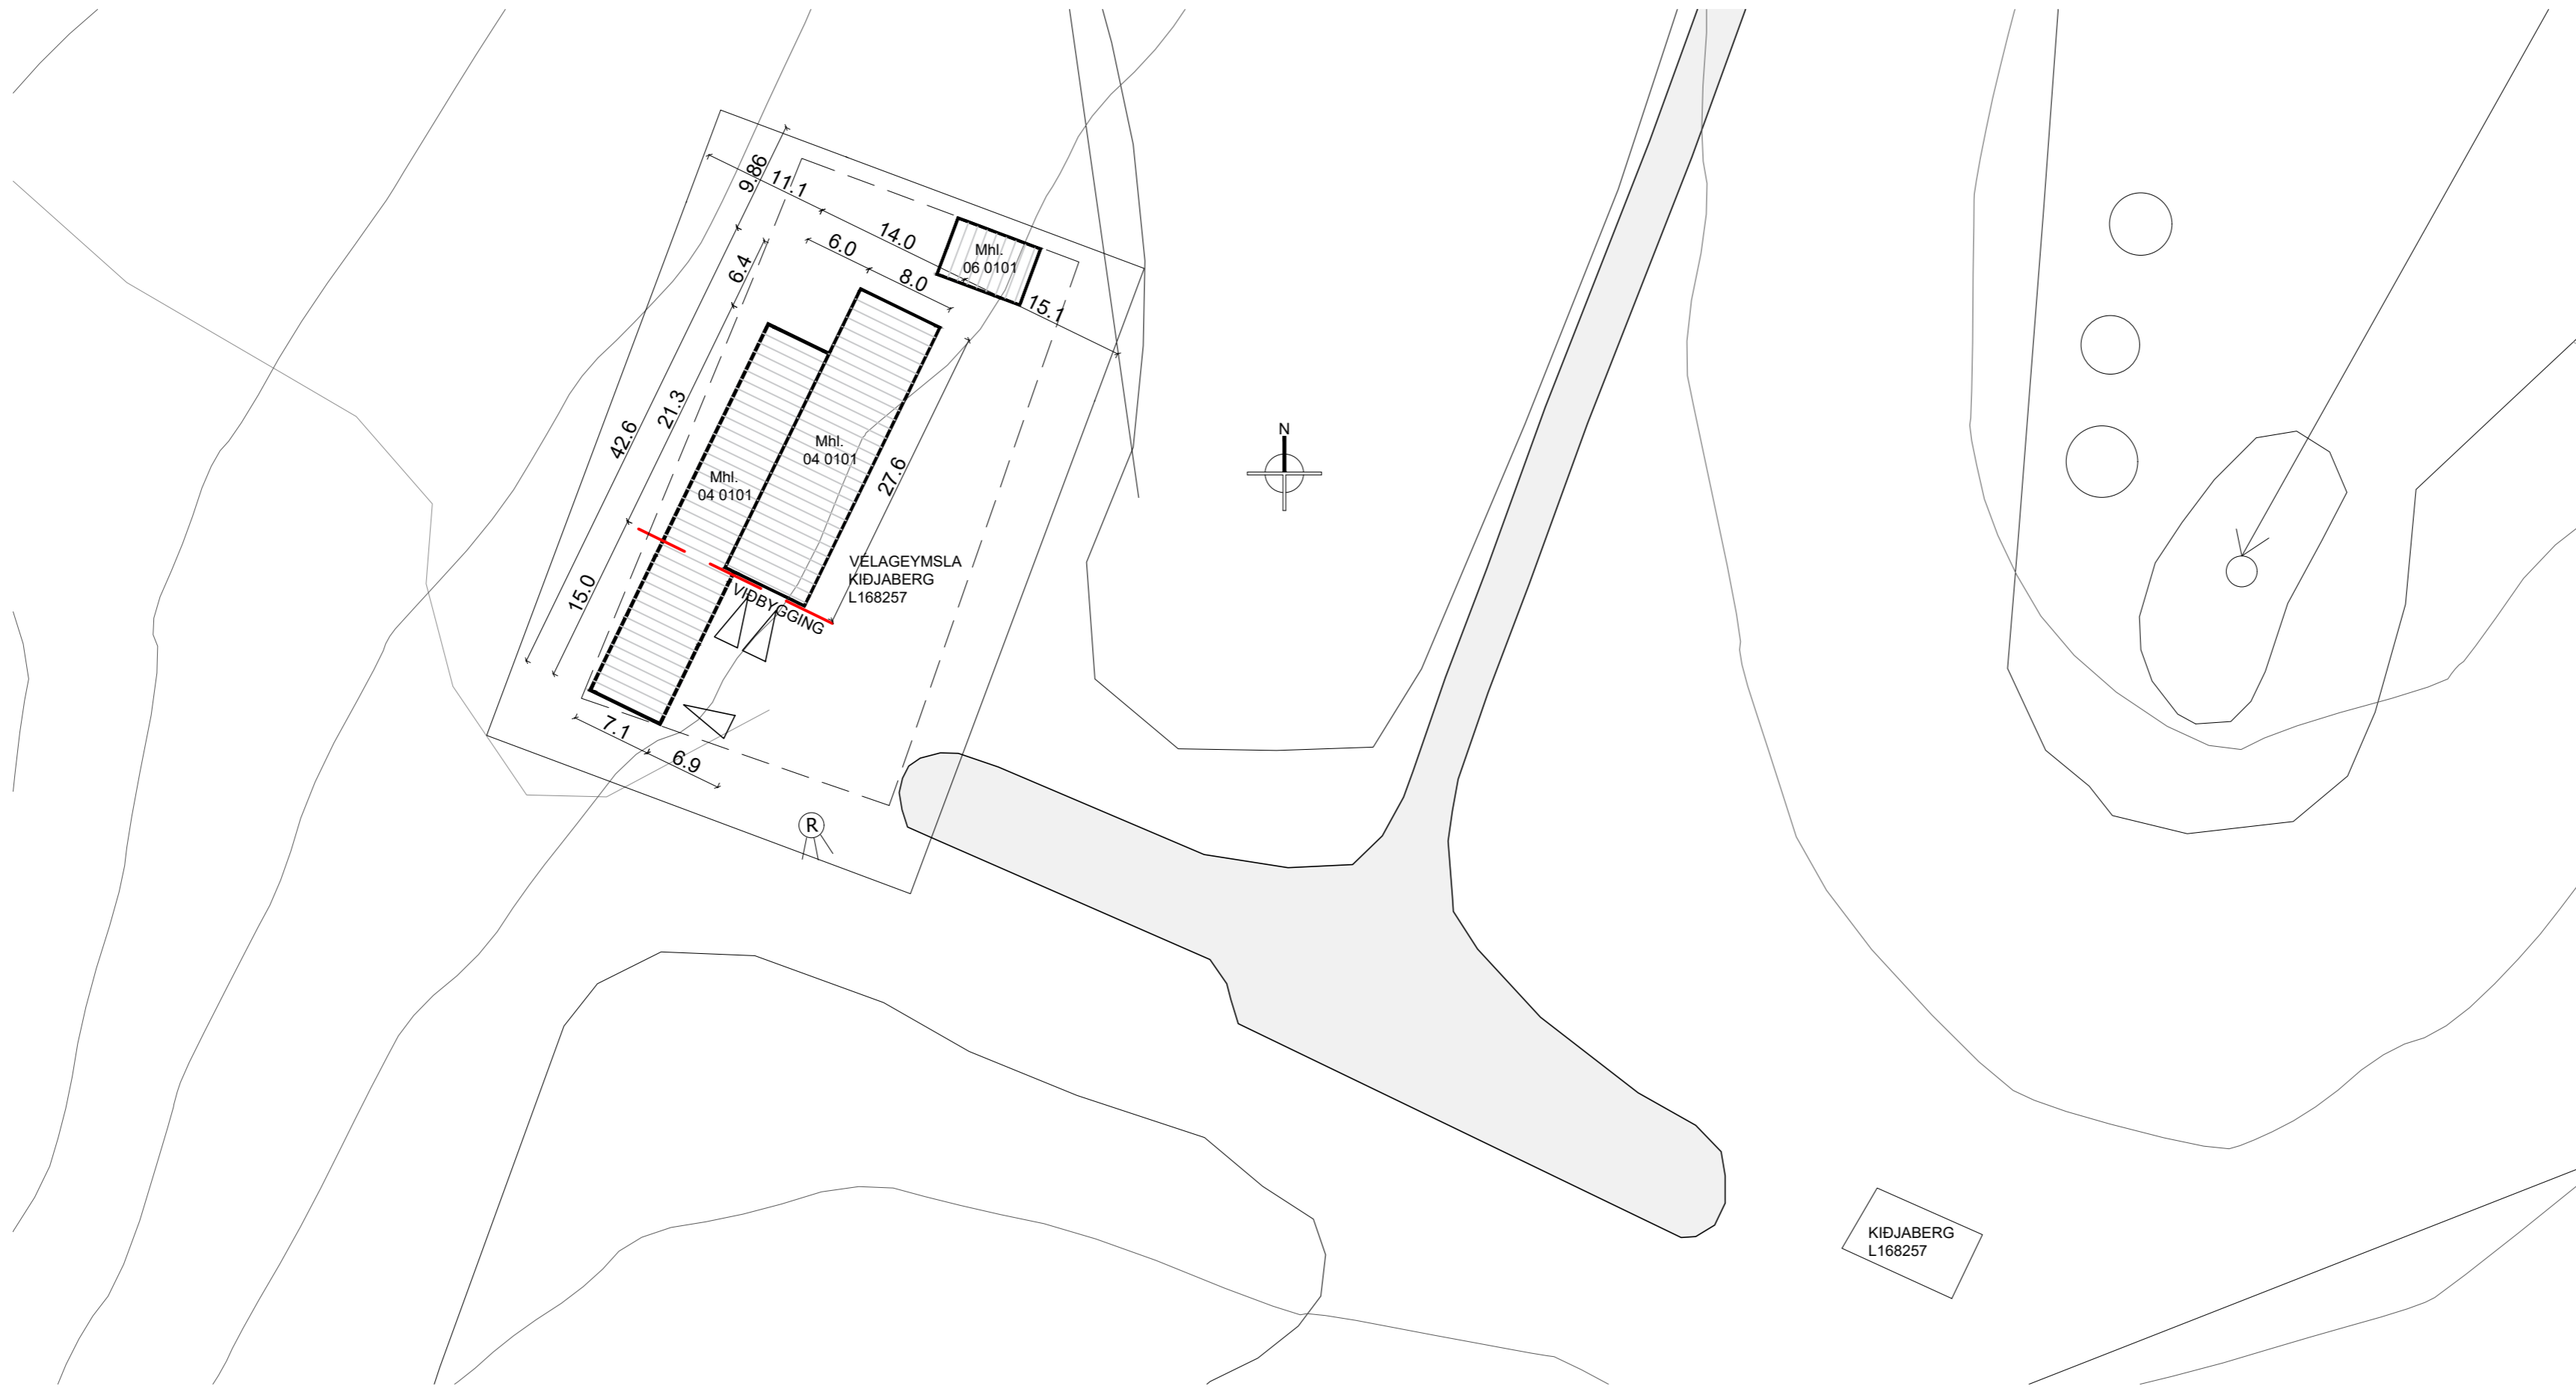 9.86
11.1
14.0
6.0
8.0
6.4
15.1
Mhl.
06 0101
N
21.3
42.6
Mhl.
04 0101
Mhl.
04 0101
27.6
15.0
VÉLAGEYMSLA
KIÐJABERG
L168257
VIÐBYGGING
7.1
6.9
R
KIÐJABERG
L168257